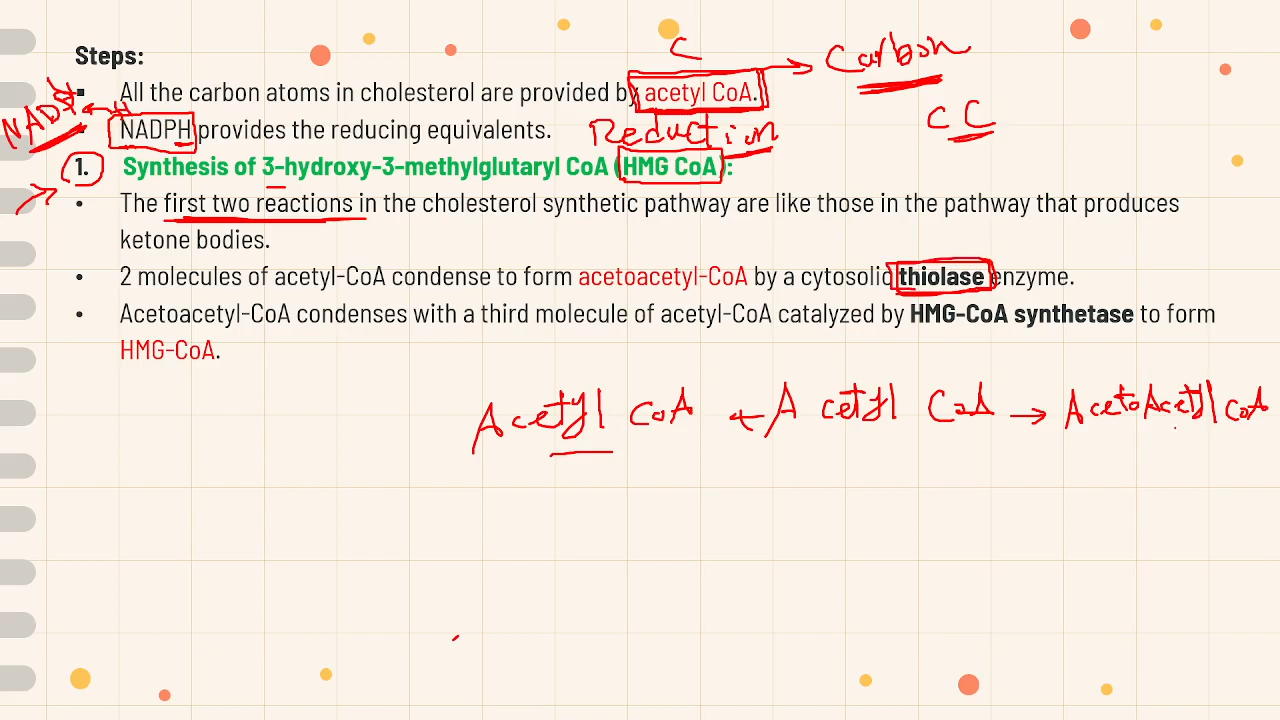 Steps:
C
Carbon
All the carbon atoms in cholesterol are provided by acetyl CoA.
C C
NADPH provides the reducing equivalents.
Reduction
1. Synthesis of 3-hydroxy-3-methylglutaryl CoA (HMG CoA):
The first two reactions in the cholesterol synthetic pathway are like those in the pathway that produces
ketone bodies.
2 molecules of acetyl-CoA condense to form acetoacetyl-CoA by a cytosolic thiolase enzyme.
Acetoacetyl-CoA condenses with a third molecule of acetyl-CoA catalyzed by HMG-CoA synthetase to form
HMG-CoA.
Acetyl CoA + Acetyl CoA → AcetoAcetyl CoA